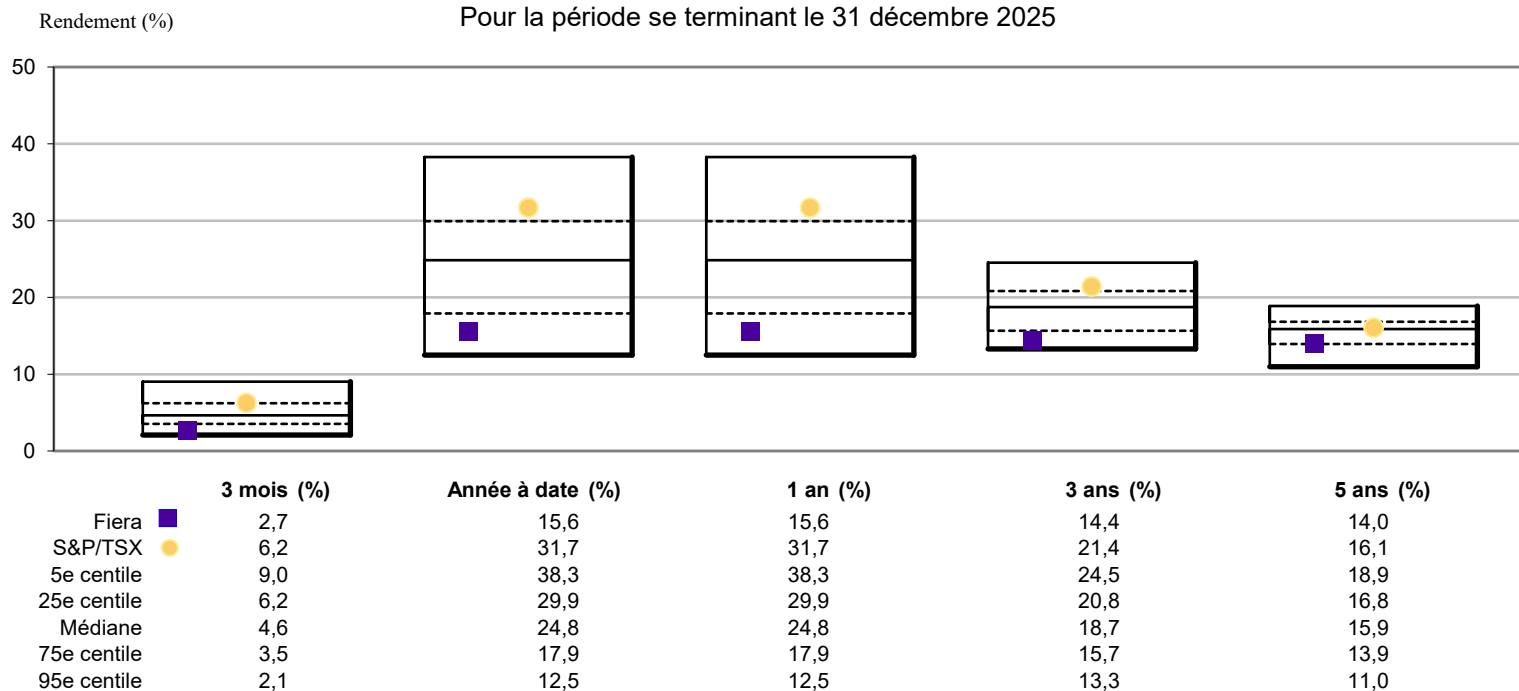 Rendement (%)
Pour la période se terminant le 31 décembre 2025
50
40
30
20
10
0
3 mois (%) Année à date (%) 1 an (%) 3 ans (%) 5 ans (%)
Fiera 2,7 15,6 15,6 14,4 14,0
S&P/TSX 6,2 31,7 31,7 21,4 16,1
5e centile 9,0 38,3 38,3 24,5 18,9
25e centile 6,2 29,9 29,9 20,8 16,8
Médiane 4,6 24,8 24,8 18,7 15,9
75e centile 3,5 17,9 17,9 15,7 13,9
95e centile 2,1 12,5 12,5 13,3 11,0